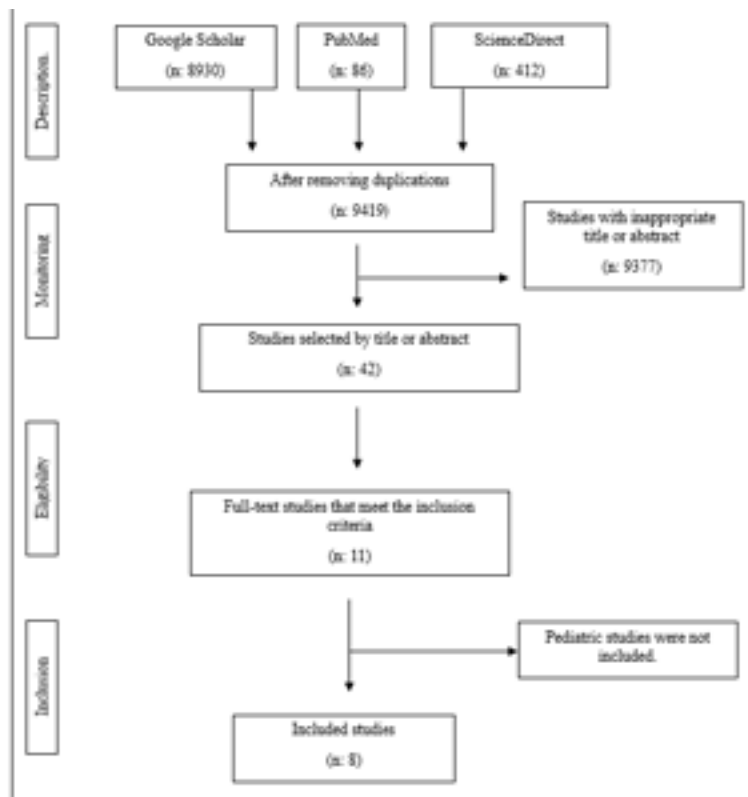 Description.
Google Scholar
(n: 8930)
PubMed
(n: 86)
ScienceDirect
(n: 412)
After removing duplications
(n: 9419)
Monitoring
Studies with inappropriate
title or abstract
(n: 9377)
Studies selected by title or abstract
(n: 42)
Eligibility
Full-text studies that meet the inclusion
criteria
(n: 11)
Inclusion
Pediatric studies were not
included.
Included studies
(n: 8)